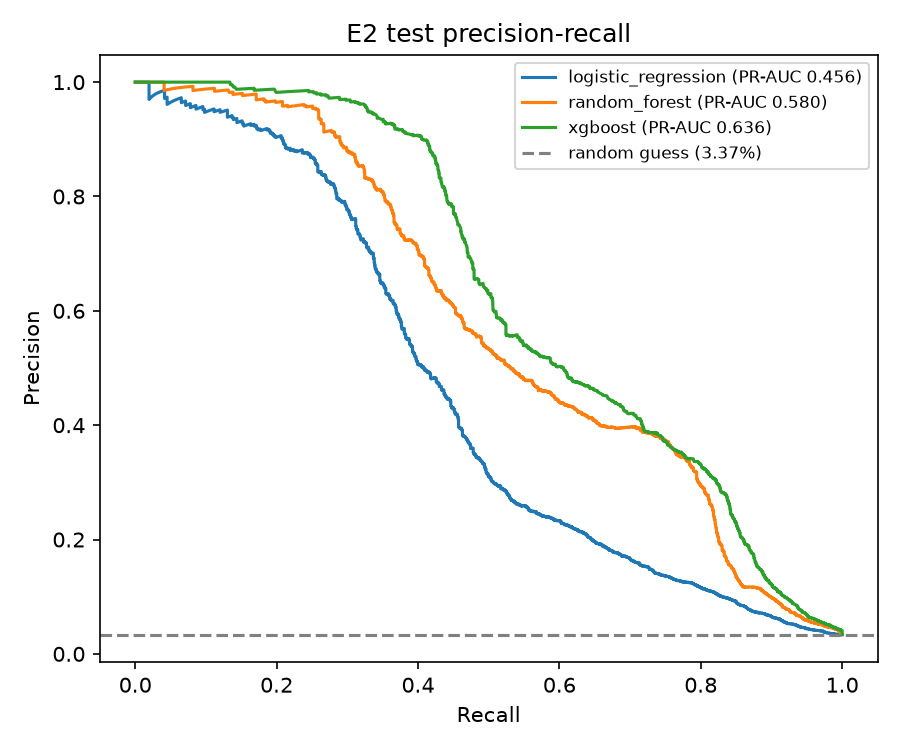 E2 test precision-recall
logistic_regression (PR-AUC 0.456)
random_forest (PR-AUC 0.580)
xgboost (PR-AUC 0.636)
random guess (3.37%)
1.0
0.8
0.6
0.4
0.2
0.0
Precision
0.0 0.2 0.4 0.6 0.8 1.0
Recall